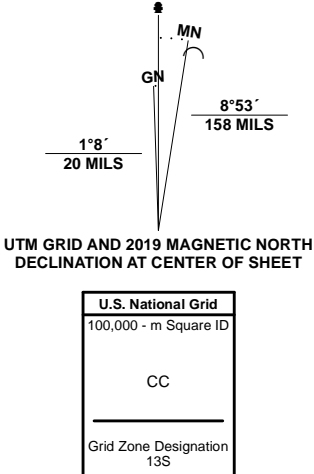 MN
GN
8°53´
158 MILS
1°8´
20 MILS
UTM GRID AND 2019 MAGNETIC NORTH
DECLINATION AT CENTER OF SHEET
U.S. National Grid
100,000 - m Square ID
CC
Grid Zone Designation
13S